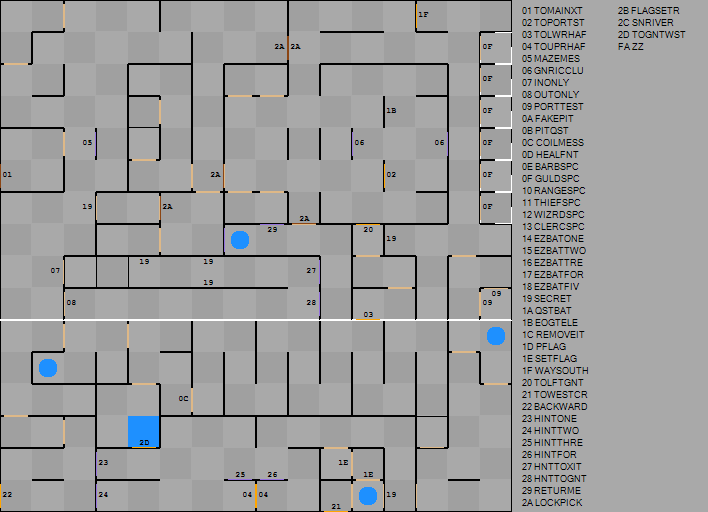 1F
2A 2A
0F
0F
1B
0F
05
06
06
0F
01
2A
02
0F
19
2A
2A
0F
29
20
19
07
19
19
27
19
08
28
03
09
09
0C
2D
23
25
26
1E
1E
22
24
04 04
21
19
01 TOMAINXT
02 TOPORTST
03 TOLWRHAF
04 TOUPRHAF
05 MAZEMES
06 GNRICCLU
07 INONLY
08 OUTONLY
09 PORTTEST
0A FAKEPIT
0B PITQST
0C COILMESS
0D HEALFNT
0E BARBSPC
0F GULDSPC
10 RANGESPC
11 THIEFSPC
12 WIZRDSPC
13 CLERCSPC
14 EZBATONE
15 EZBATTWO
16 EZBATTRE
17 EZBATFOR
18 EZBATFIV
19 SECRET
1A QSTBAT
1B EOGTELE
1C REMOVEIT
1D PFLAG
1E SETFLAG
1F WAYSOUTH
20 TOLFTGNT
21 TOWESTCR
22 BACKWARD
23 HINTONE
24 HINTTWO
25 HINTTHRE
26 HINTFOR
27 HNTTOXIT
28 HNTTOGNT
29 RETURME
2A LOCKPICK
2B FLAGSETR
2C SNRIVER
2D TOGNTWST
FA ZZ